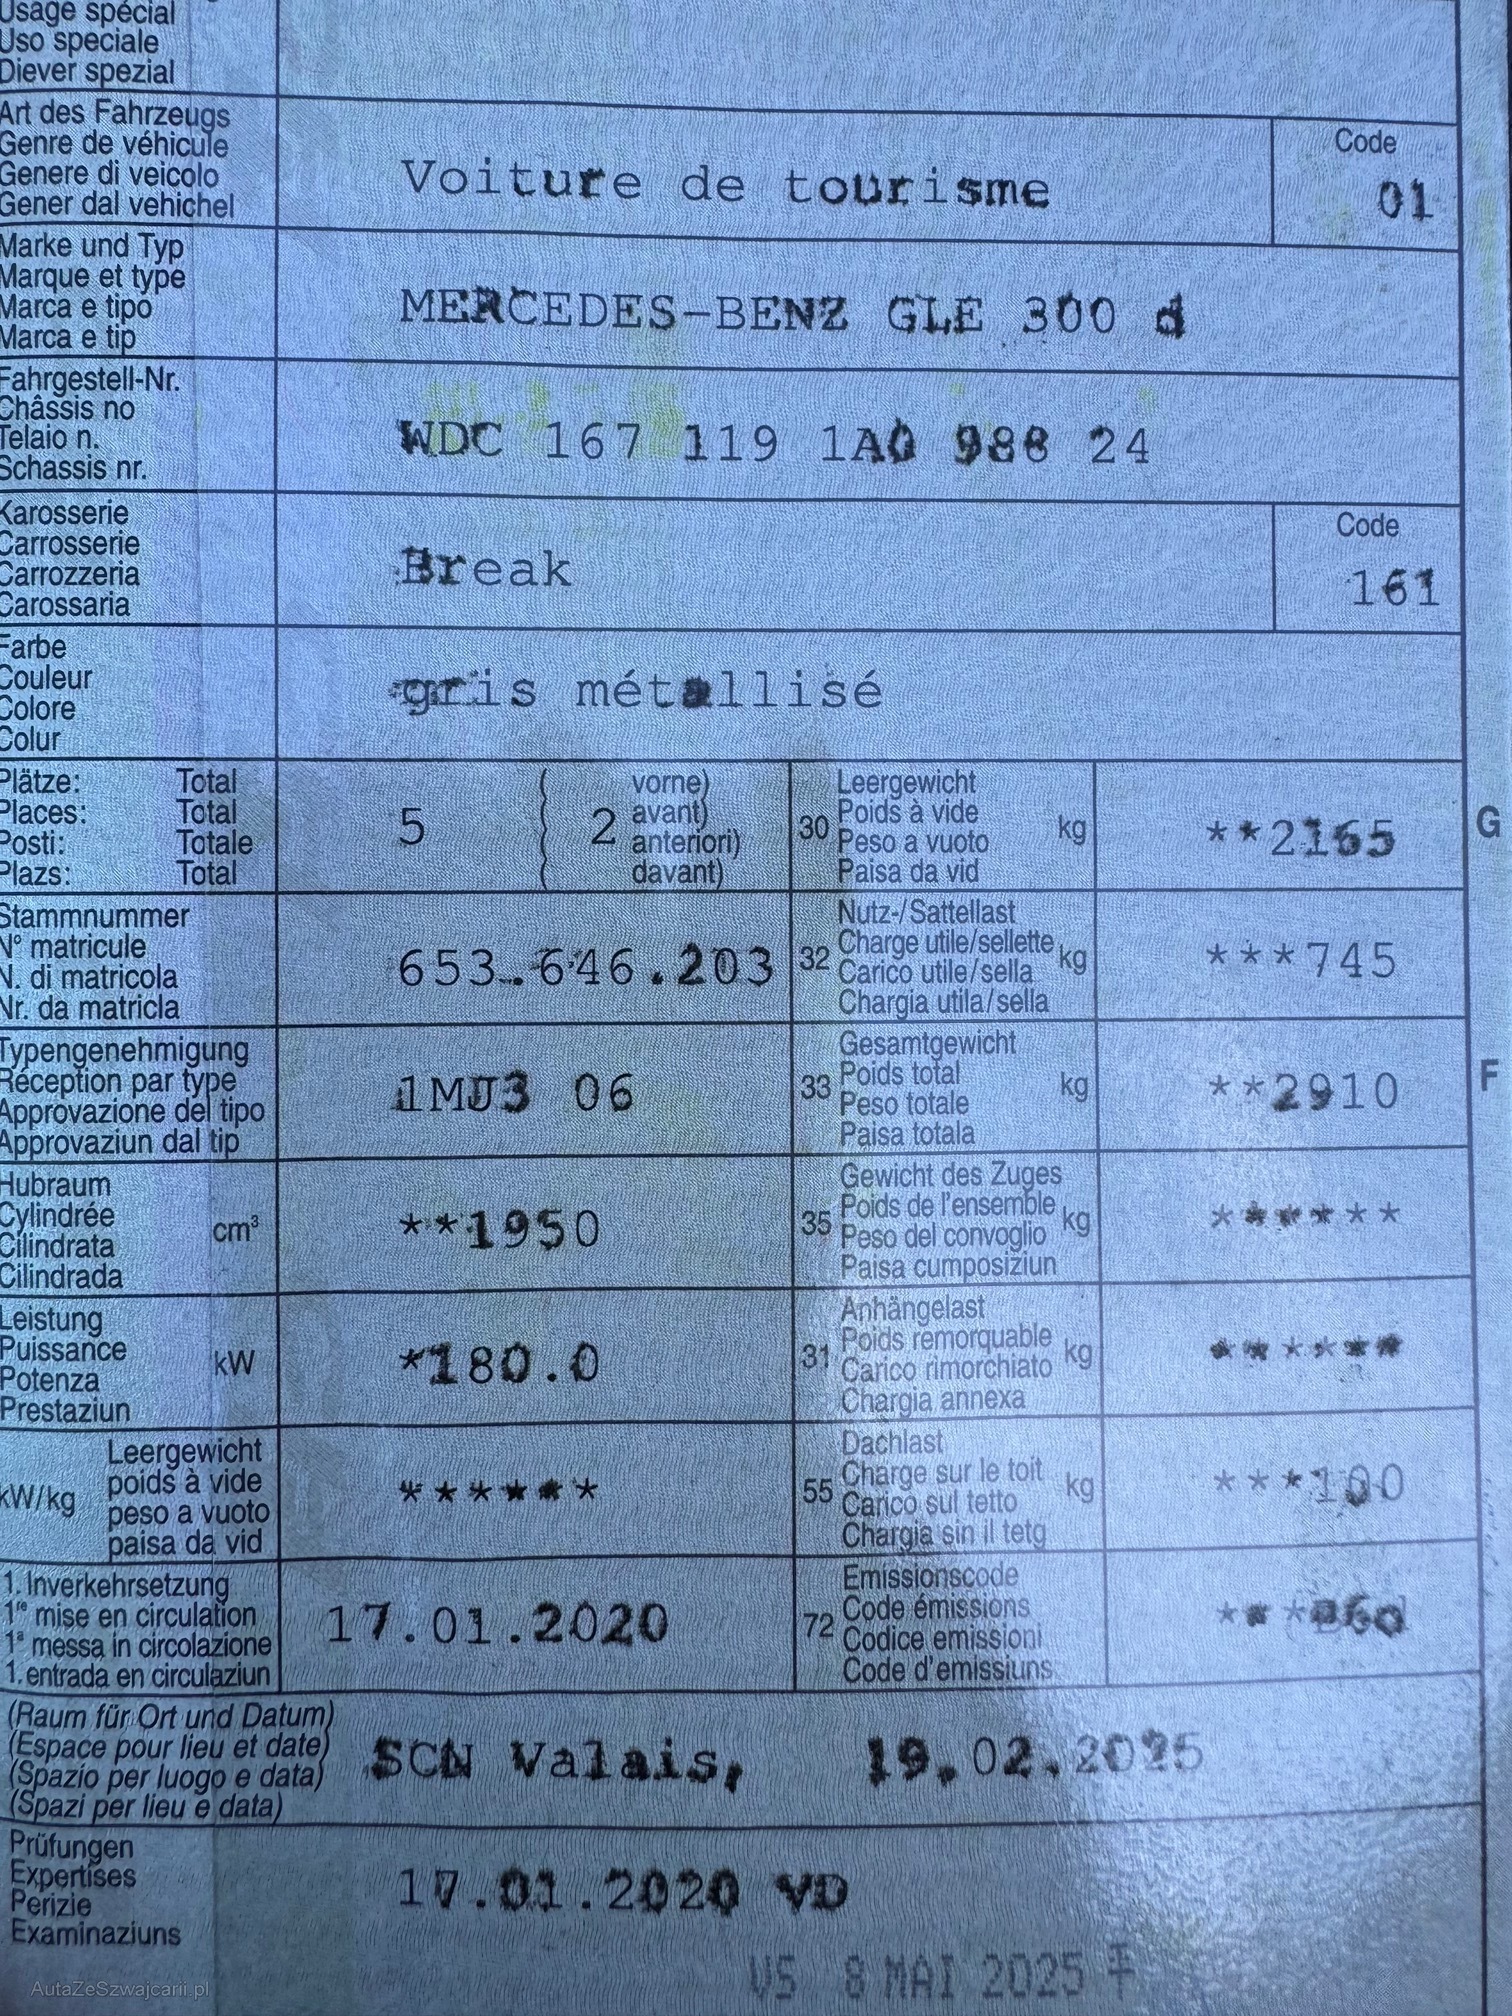 Usage spécial
Uso speciale
Diever spezial
Art des Fahrzeugs
Genre de véhicule
Genere di veicolo
Gener dal vehichel
Voiture de tourisme
Code
01
Marke und Typ
Marque et type
Marca e tipo
Marca e tip
MERCEDES-BENZ GLE 300 d
Fahrgestell-Nr.
Châssis no
Telaio n.
Schassis nr.
WDC 167 119 1A0 988 24
Karosserie
Carrosserie
Carrozzeria
Carossaria
Break
Code
161
Farbe
Couleur
Colore
Colur
gris métallisé
Plätze: Total
Places: Total
Posti: Totale
Plazs: Total
5
2
vorne)
avant)
anteriori)
davant)
30
Leergewicht
Poids à vide
Peso a vuoto
Paisa da vid
kg
**2165
G
Stammnummer
N° matricule
N. di matricola
Nr. da matricla
653.646.203
32
Nutz-/Sattellast
Charge utile/sellette
Carico utile/sella
Chargia utila/sella
kg
***745
Typengenehmigung
Réception par type
Approvazione del tipo
Approvaziun dal tip
1MJ3 06
33
Gesamtgewicht
Poids total
Peso totale
Paisa totala
kg
**2910
F
Hubraum
Cylindrée
Cilindrata
Cilindrada
cm³
**1950
35
Gewicht des Zuges
Poids de l'ensemble
Peso del convoglio
Paisa cumposiziun
kg
******
Leistung
Puissance
Potenza
Prestaziun
kW
*180.0
31
Anhängelast
Poids remorquable
Carico rimorchiato
Chargia annexa
kg
******
kW/kg
Leergewicht
poids à vide
peso a vuoto
paisa da vid
******
55
Dachlast
Charge sur le toit
Carico sul tetto
Chargia sin il tetg
kg
***100
1. Inverkehrsetzung
1re mise en circulation
1a messa in circolazione
1. entrada en circulaziun
17.01.2020
72
Emissionscode
Code émissions
Codice emissioni
Code d'emissiuns
***B6d
(Raum für Ort und Datum)
(Espace pour lieu et date)
(Spazio per luogo e data)
(Spazi per lieu e data)
SCN Valais, 19.02.2025
Prüfungen
Expertises
Perizie
Examinaziuns
17.01.2020 VD
VS 8 MAI 2025
AutaZeSzwajcarii.pl